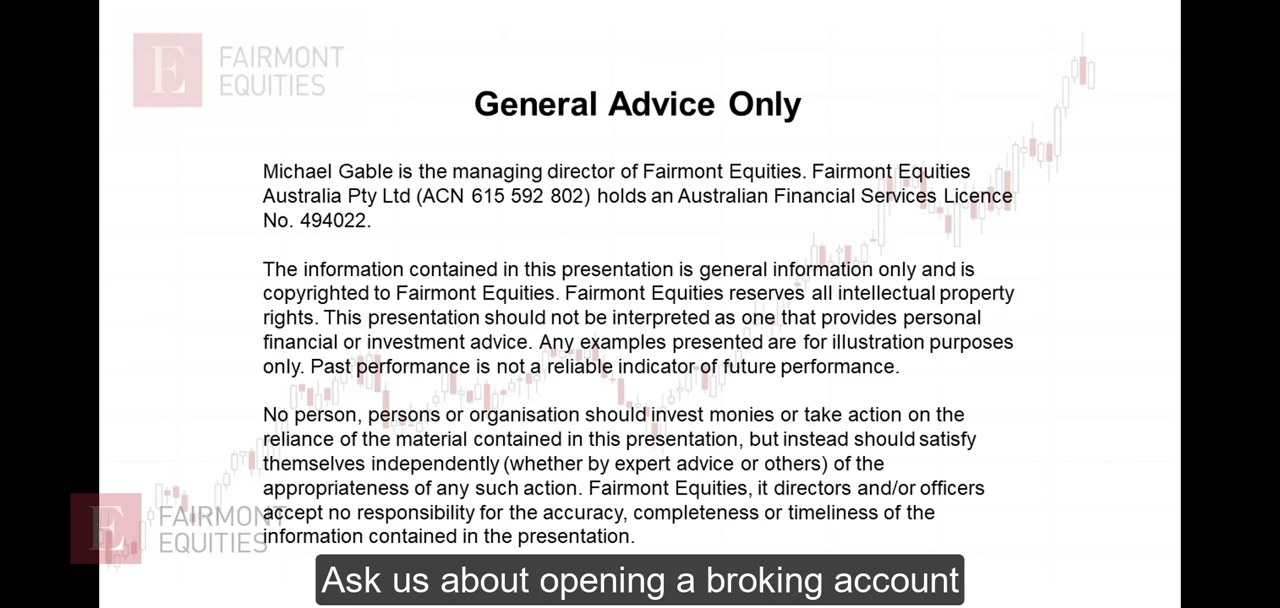 FAIRMONT
EQUITIES
General Advice Only
Michael Gable is the managing director of Fairmont Equities. Fairmont Equities
Australia Pty Ltd (ACN 615 592 802) holds an Australian Financial Services Licence
No. 494022.
The information contained in this presentation is general information only and is
copyrighted to Fairmont Equities. Fairmont Equities reserves all intellectual property
rights. This presentation should not be interpreted as one that provides personal
financial or investment advice. Any examples presented are for illustration purposes
only. Past performance is not a reliable indicator of future performance.
No person, persons or organisation should invest monies or take action on the
reliance of the material contained in this presentation, but instead should satisfy
themselves independently (whether by expert advice or others) of the
appropriateness of any such action. Fairmont Equities, it directors and/or officers
accept no responsibility for the accuracy, completeness or timeliness of the
information contained in the presentation.
E FAIRMONT
EQUITIES
Ask us about opening a broking account